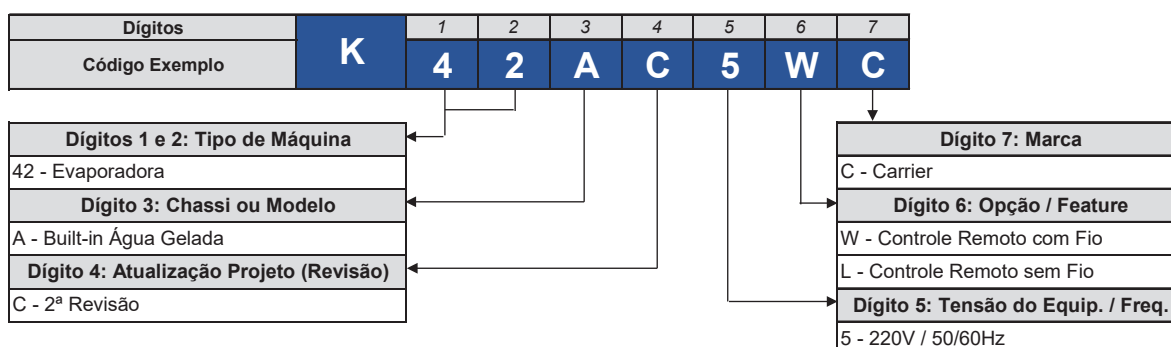 Dígitos K 1 2 3 4 5 6 7
Código Exemplo 4 2 A C 5 W C
Dígitos 1 e 2: Tipo de Máquina
42 - Evaporadora
Dígito 3: Chassi ou Modelo
A - Built-in Água Gelada
Dígito 4: Atualização Projeto (Revisão)
C - 2ª Revisão
Dígito 7: Marca
C - Carrier
Dígito 6: Opção / Feature
W - Controle Remoto com Fio
L - Controle Remoto sem Fio
Dígito 5: Tensão do Equip. / Freq.
5 - 220V / 50/60Hz